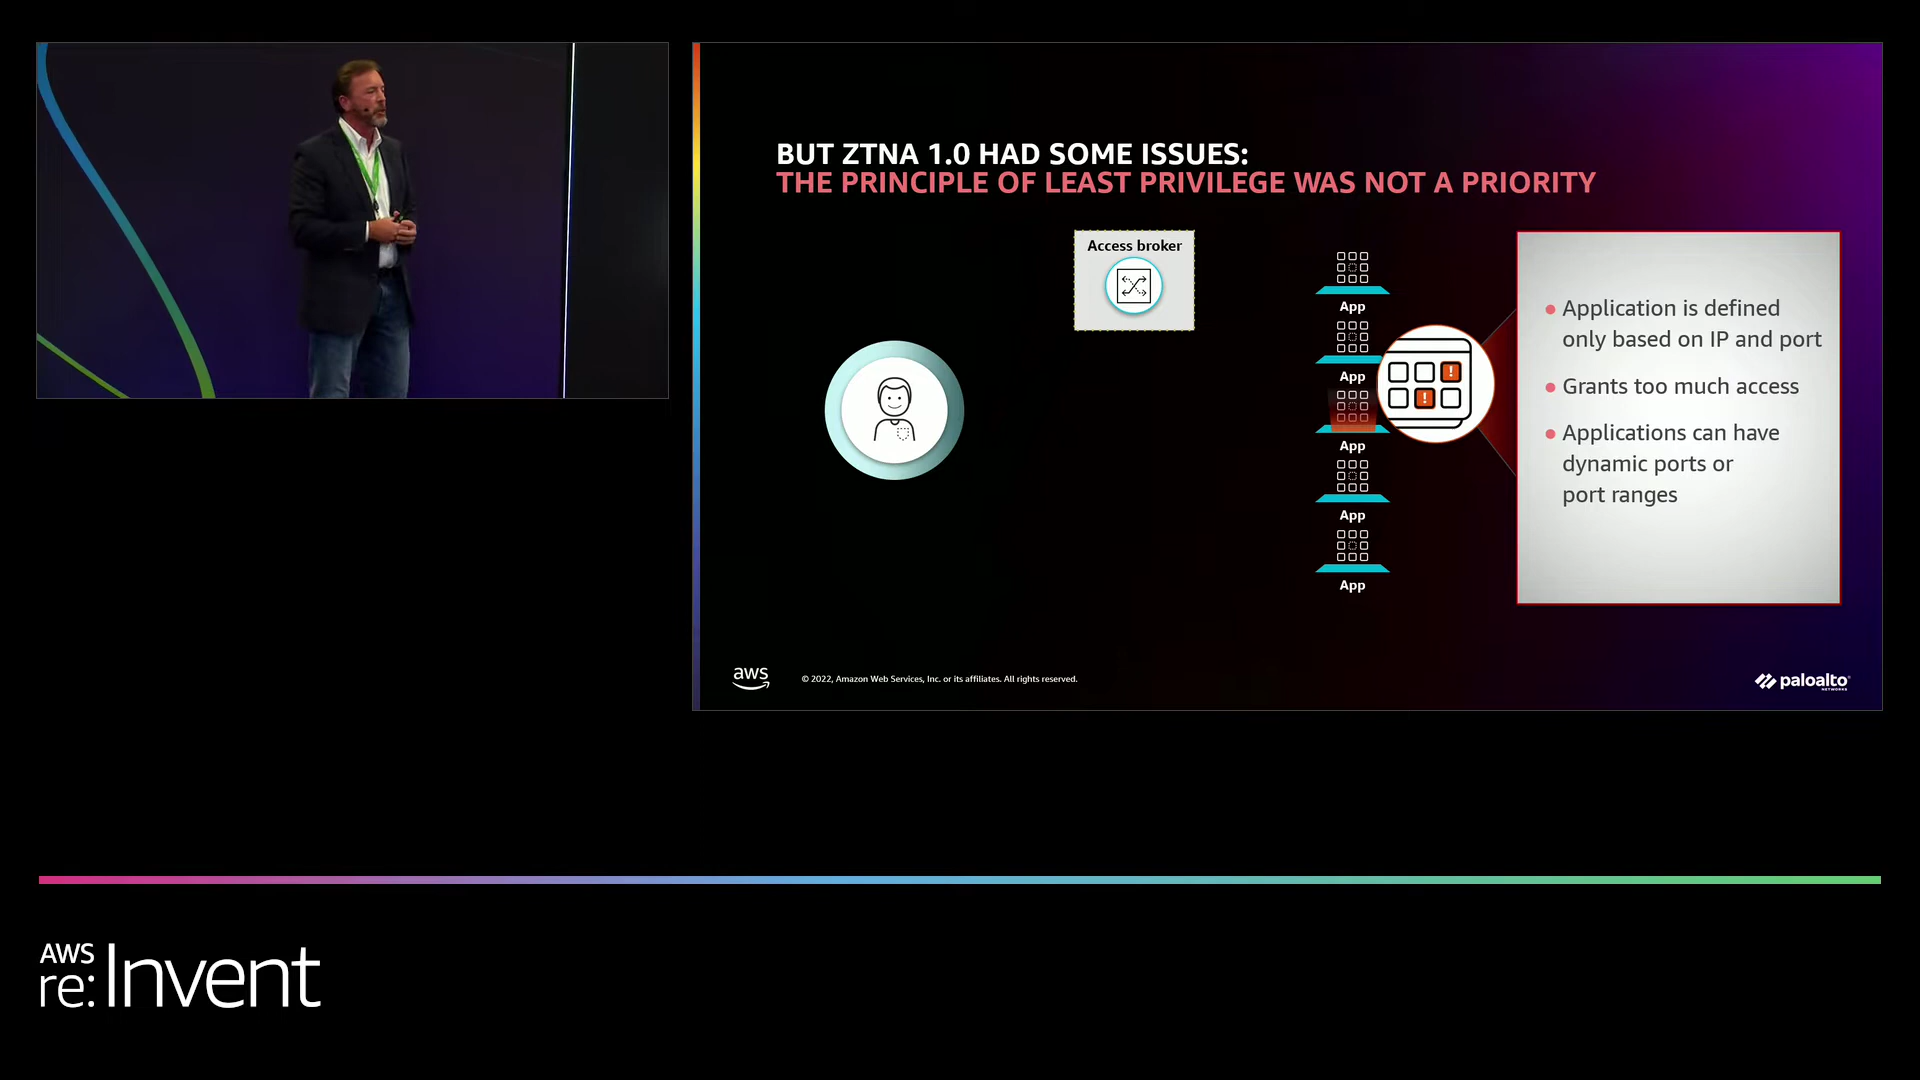 BUT ZTNA 1.0 HAD SOME ISSUES:
THE PRINCIPLE OF LEAST PRIVILEGE WAS NOT A PRIORITY
Access broker
App
App
App
App
App
! 
!
• Application is defined
only based on IP and port
• Grants too much access
• Applications can have
dynamic ports or
port ranges
aws
© 2022, Amazon Web Services, Inc. or its affiliates. All rights reserved.
paloalto
NETWORKS
AWS
re:Invent